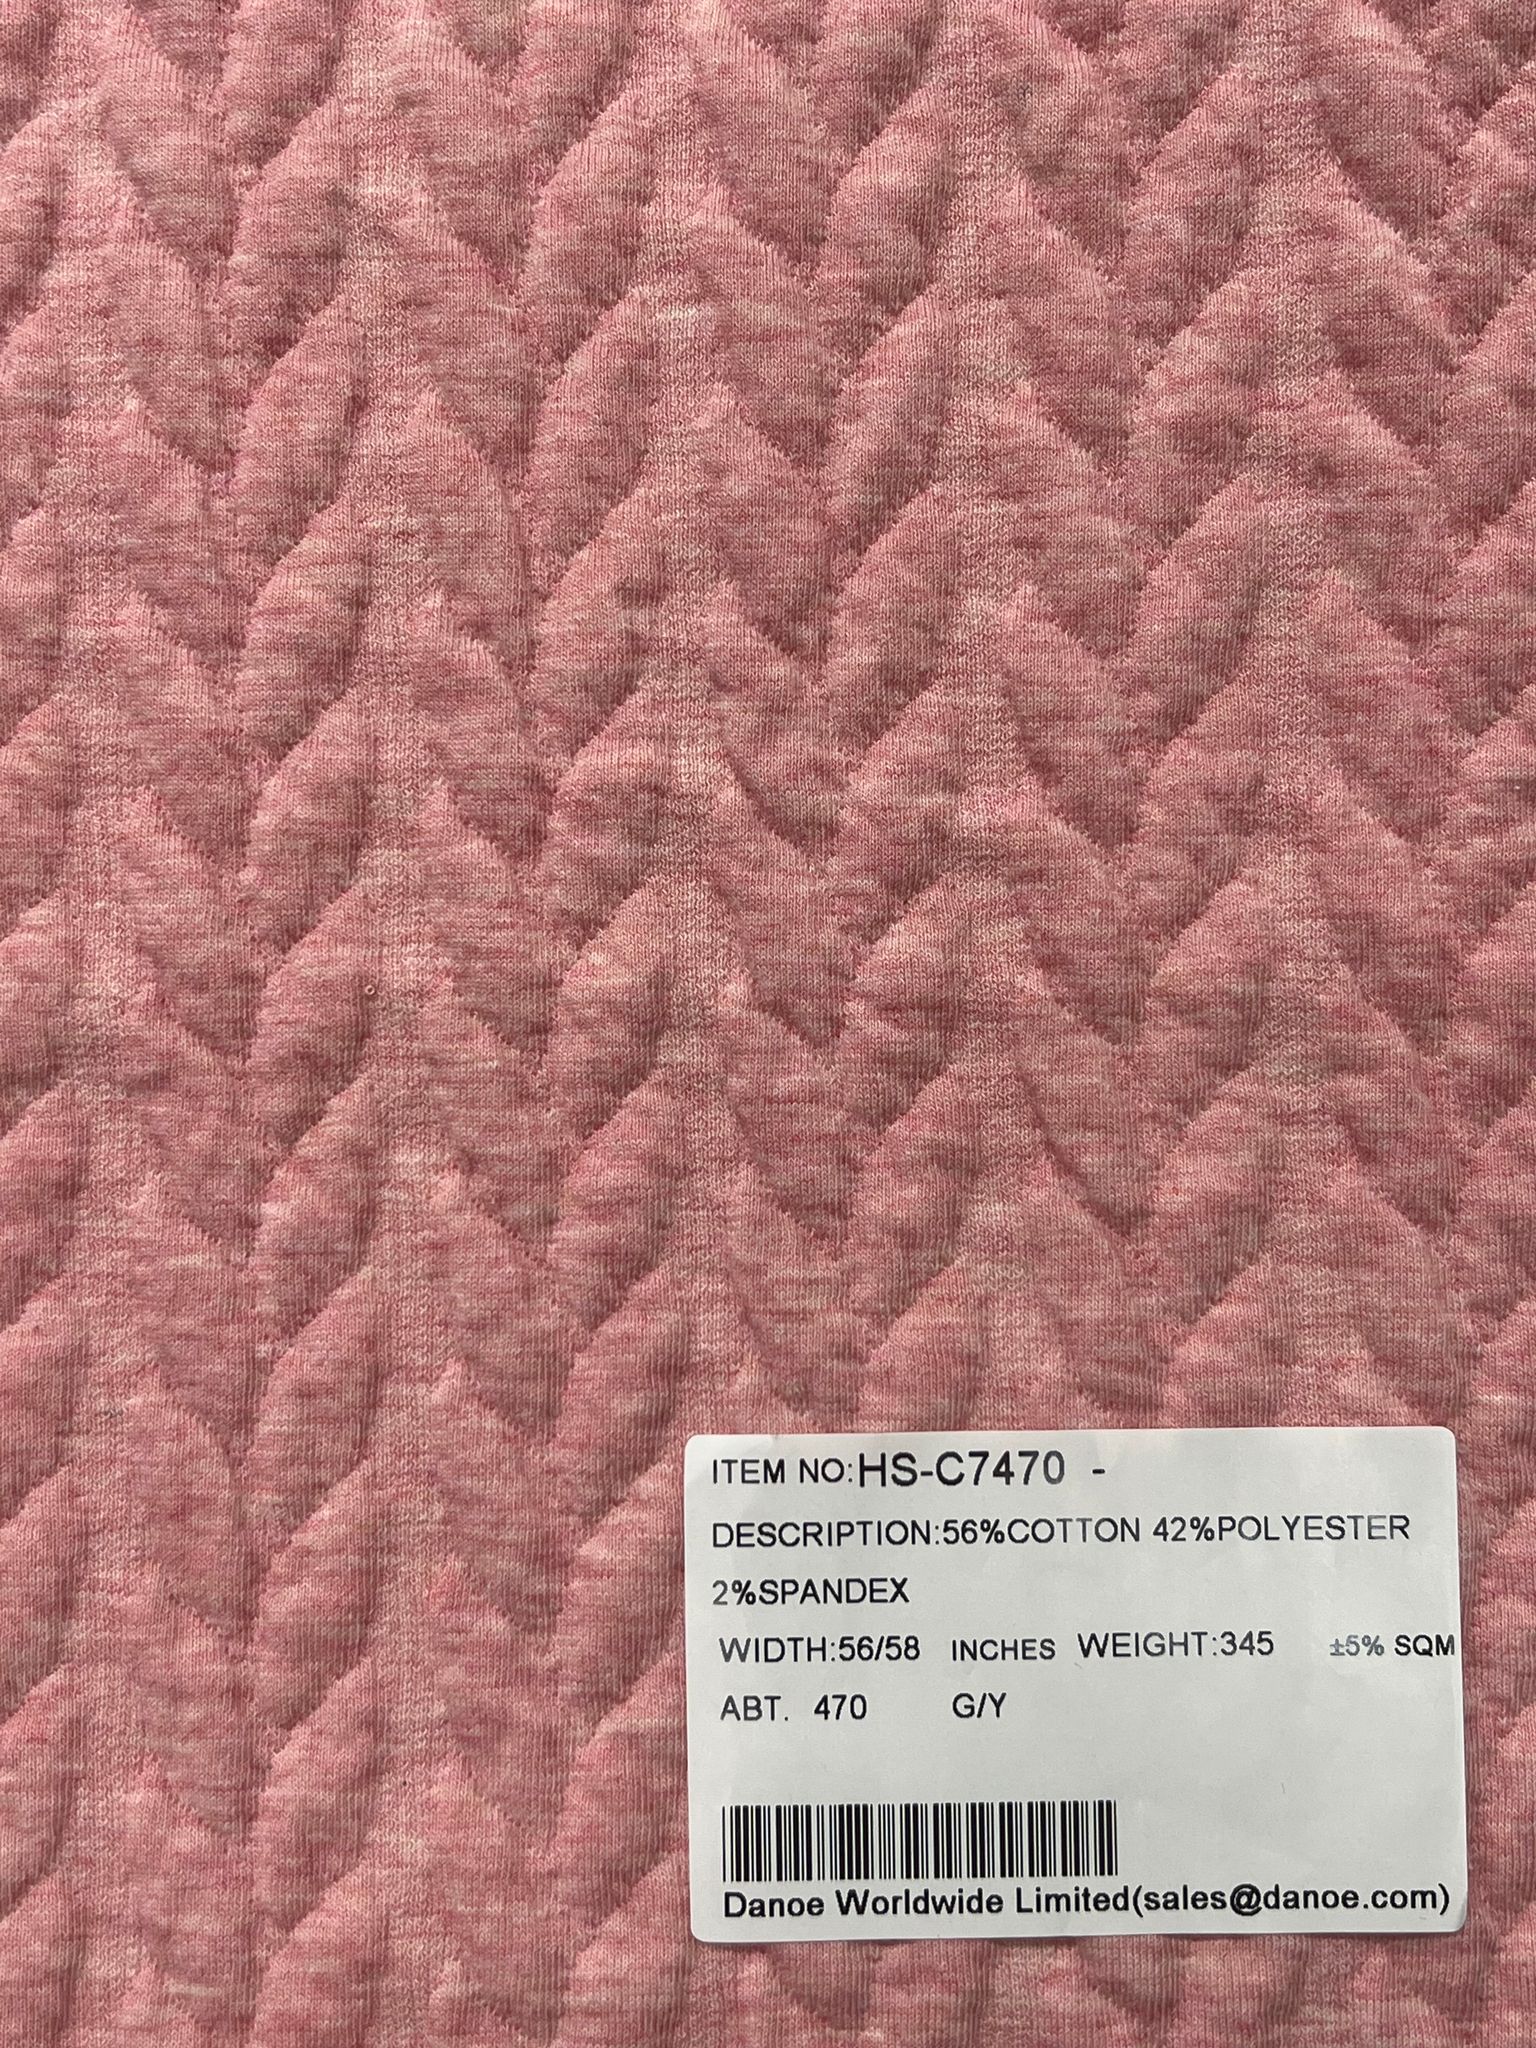 ITEM NO:HS-C7470 -
DESCRIPTION:56%COTTON 42%POLYESTER
2%SPANDEX
WIDTH:56/58 INCHES WEIGHT:345 ±5% SQM
ABT. 470 G/Y
Danoe Worldwide Limited(sales@danoe.com)